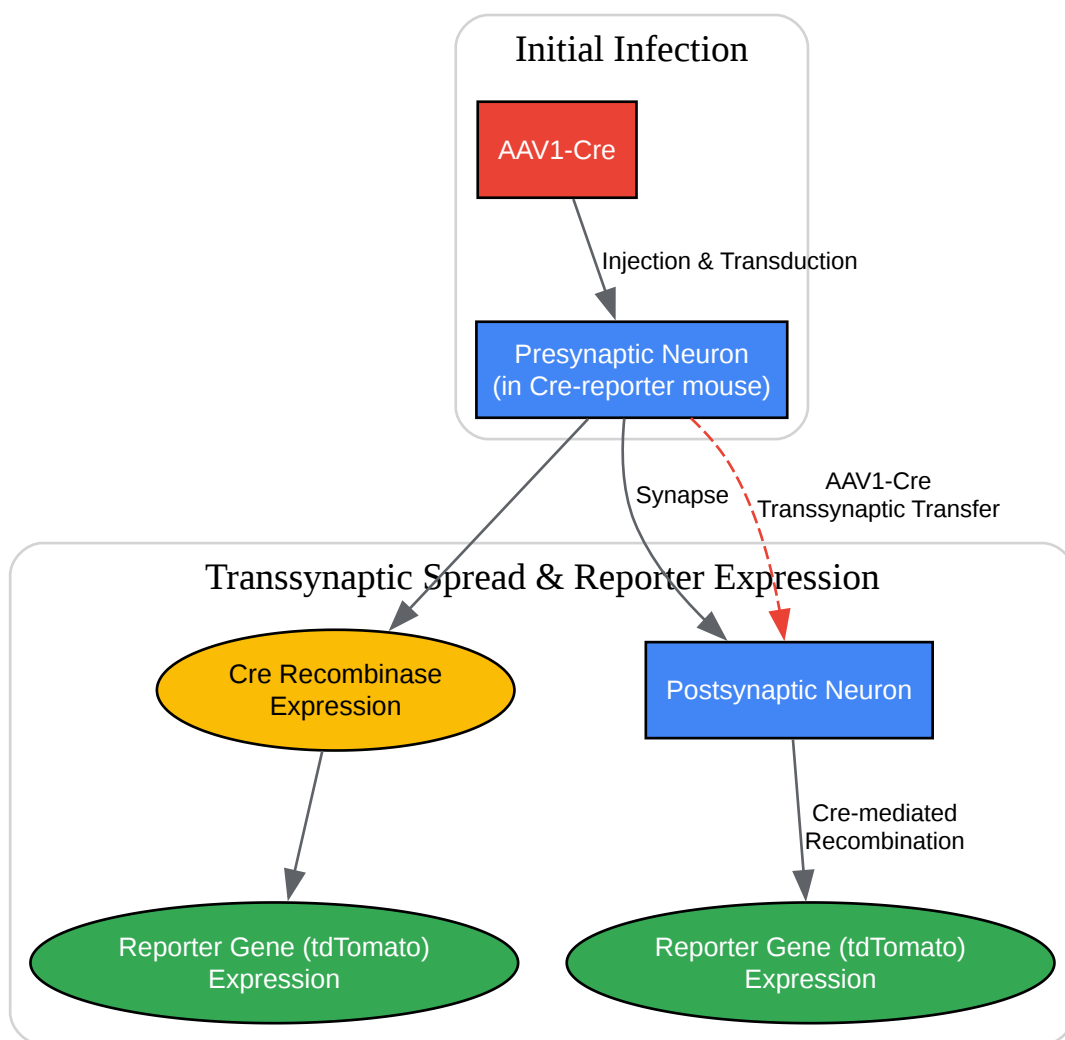 Initial Infection
AAV1-Cre
Injection & Transduction
Presynaptic Neuron
(in Cre-reporter mouse)
Synapse
AAV1-Cre
Transsynaptic Transfer
Transsynaptic Spread & Reporter Expression
Cre Recombinase
Expression
Postsynaptic Neuron
Cre-mediated
Recombination
Reporter Gene (tdTomato)
Expression
Reporter Gene (tdTomato)
Expression